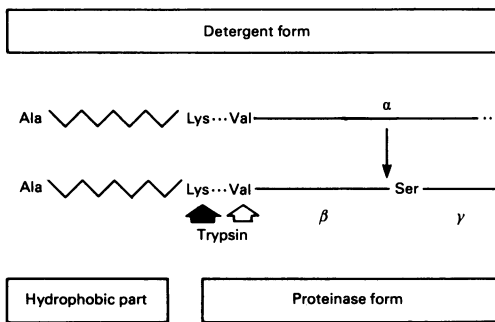 Detergent form
α
Ala Lys···Val ··
Ala Lys···Val Ser
Trypsin β γ
Hydrophobic part Proteinase form